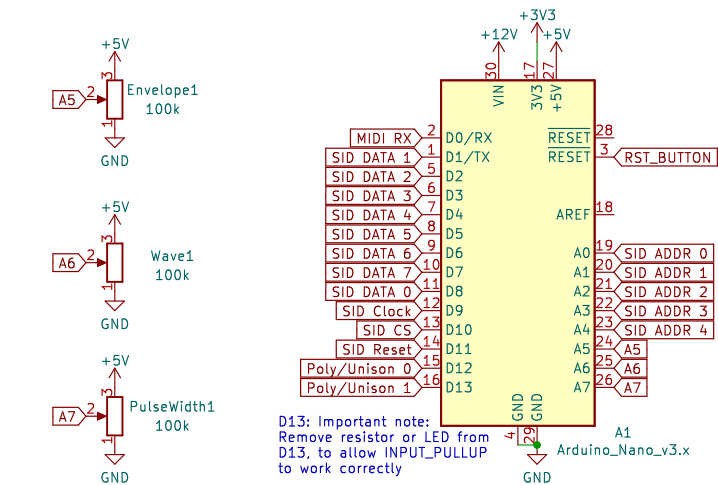 +5V
3
Envelope1
A5
2
100k
1
GND
+5V
3
Wave1
A6
2
100k
1
GND
+5V
3
PulseWidth1
A7
2
100k
1
GND
+3V3
+12V
+5V
30
17
27
VIN
3V3
+5V
MIDI RX 2 D0/RX
SID DATA 1 1 D1/TX
SID DATA 2 5 D2
SID DATA 3 6 D3
SID DATA 4 7 D4
SID DATA 5 8 D5
SID DATA 6 9 D6
SID DATA 7 10 D7
SID DATA 0 11 D8
SID Clock 12 D9
SID CS 13 D10
SID Reset 14 D11
Poly/Unison 0 15 D12
Poly/Unison 1 16 D13
RESET 28
RESET 3 RST_BUTTON
AREF 18
A0 19 SID ADDR 0
A1 20 SID ADDR 1
A2 21 SID ADDR 2
A3 22 SID ADDR 3
A4 23 SID ADDR 4
A5 24 A5
A6 25 A6
A7 26 A7
GND
GND
4
29
GND
A1
Arduino_Nano_v3.x
D13: Important note:
Remove resistor or LED from
D13, to allow INPUT_PULLUP
to work correctly